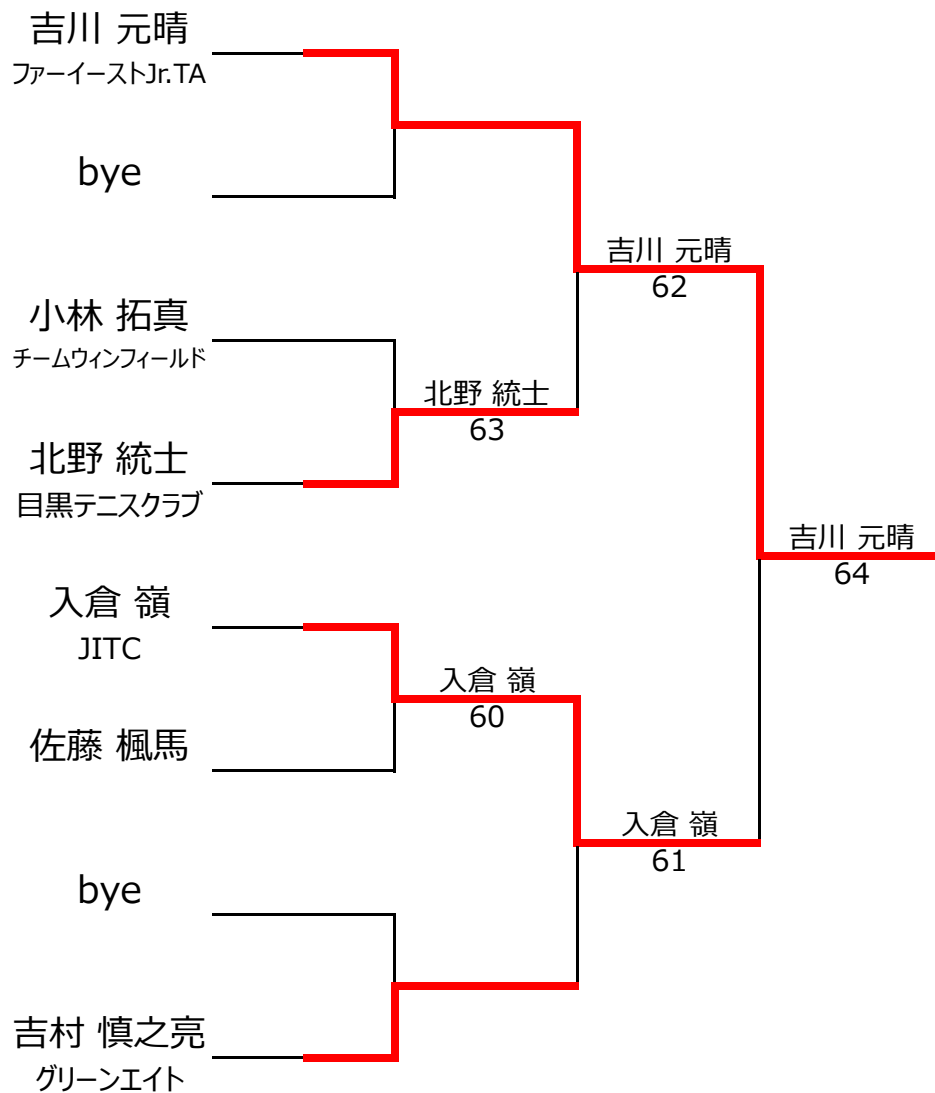 吉川 元晴
ファーイーストJr.TA
bye
吉川 元晴
62
小林 拓真
チームウィンフィールド
北野 統士
63
北野 統士
目黒テニスクラブ
吉川 元晴
64
入倉 嶺
JITC
入倉 嶺
60
佐藤 楓馬
入倉 嶺
61
bye
吉村 慎之亮
グリーンエイト